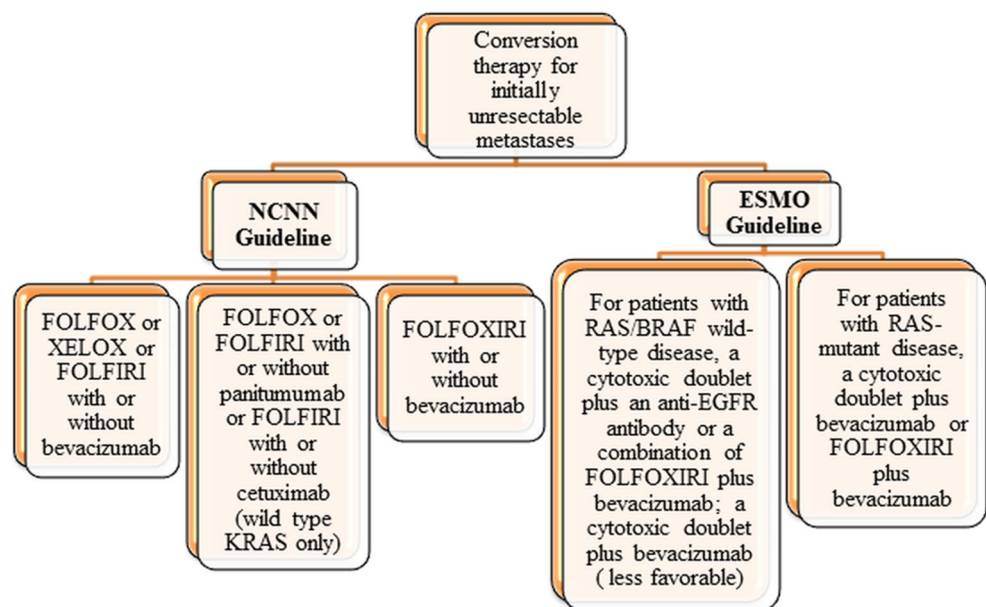 Conversion
therapy for
initially
unresectable
metastases
NCNN
Guideline
ESMO
Guideline
FOLFOX or
XELOX or
FOLFIRI
with or
without
bevacizumab
FOLFOX or
FOLFIRI with
or without
panitumumab
or FOLFIRI
with or
without
cetuximab
(wild type
KRAS only)
FOLFOXIRI
with or
without
bevacizumab
For patients with
RAS/BRAF wild-
type disease, a
cytotoxic doublet
plus an anti-EGFR
antibody or a
combination of
FOLFOXIRI plus
bevacizumab; a
cytotoxic doublet
plus bevacizumab
( less favorable)
For patients
with RAS-
mutant disease,
a cytotoxic
doublet plus
bevacizumab or
FOLFOXIRI
plus
bevacizumab